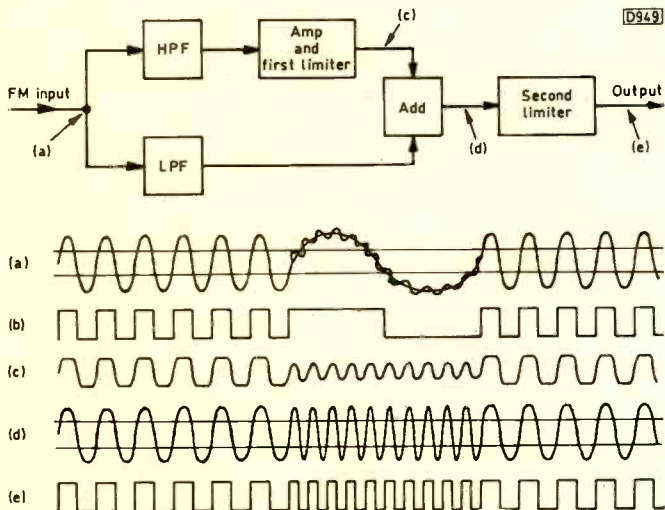 D949
(c)
HPF
Amp
and
first limiter
FM input
(a)
Add
Second
limiter
Output
(d)
(e)
LPF
(a)
(b)
(c)
(d)
(e)